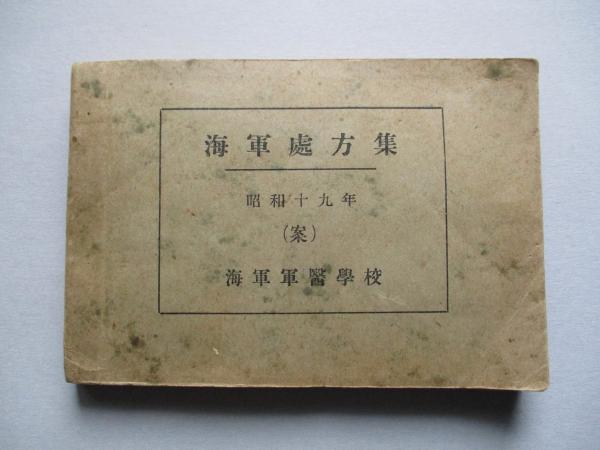 海軍處方集
昭和十九年
（案）
海軍軍醫學校